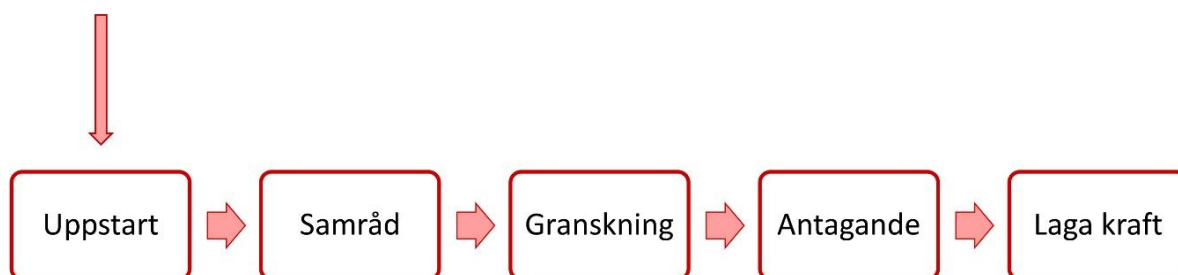 Uppstart
Samråd
Granskning
Antagande
Laga kraft